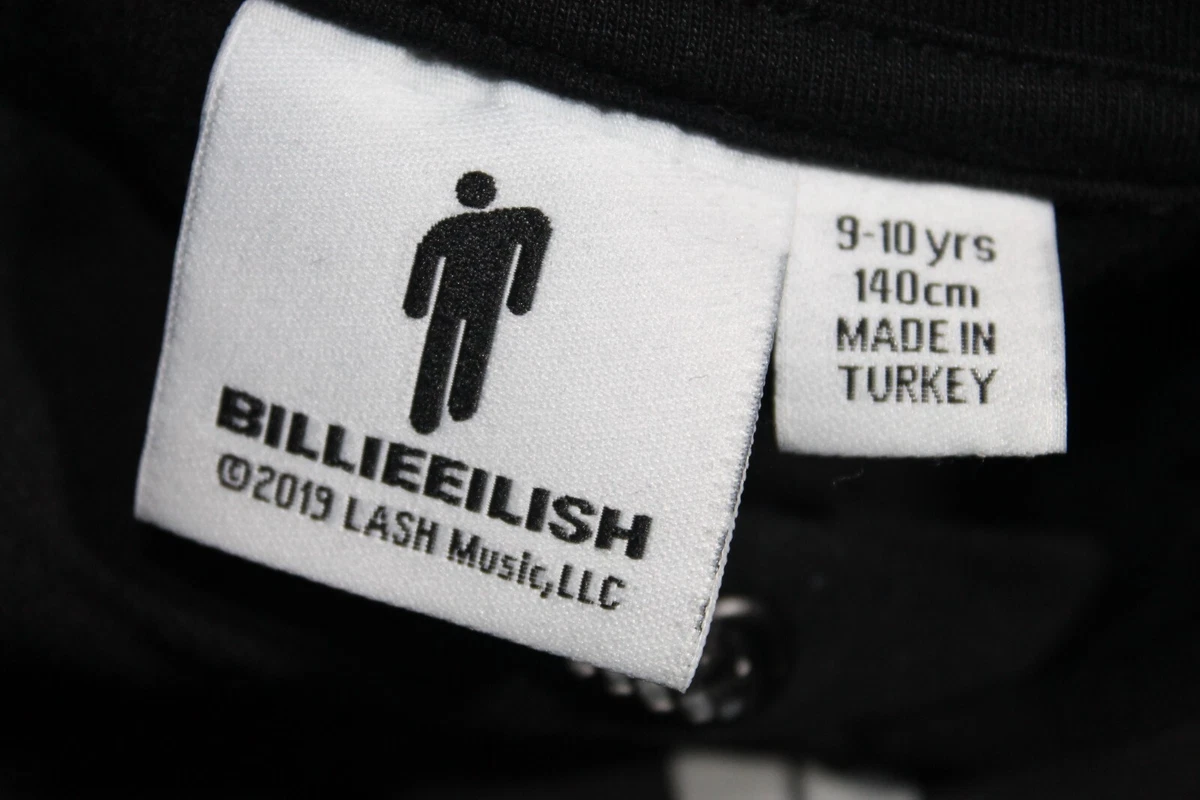 BILLIEEILISH
©2019 LASH Music,LLC
9-10 yrs
140cm
MADE IN
TURKEY